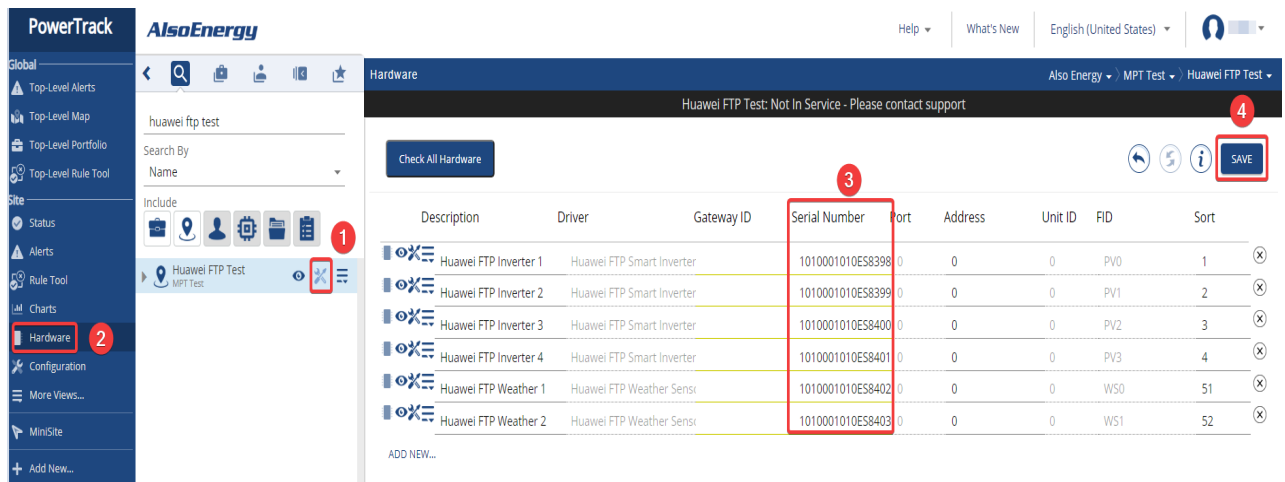 PowerTrack
AlsoEnergy
Help
What's New
English (United States)
Global
Top-Level Alerts
Top-Level Map
Top-Level Portfolio
Top-Level Rule Tool
Site
Status
Alerts
Rule Tool
Charts
Hardware
2
Configuration
More Views...
MiniSite
Add New...
huawei ftp test
Search By
Name
Include
1
Huawei FTP Test
MPT Test
Hardware
Also Energy
MPT Test
Huawei FTP Test
Huawei FTP Test: Not In Service - Please contact support
4
Check All Hardware
SAVE
3
Description Driver Gateway ID Serial Number Port Address Unit ID FID Sort
Huawei FTP Inverter 1 Huawei FTP Smart Inverter 1010001010ES8398 0 0 0 PV0 1
Huawei FTP Inverter 2 Huawei FTP Smart Inverter 1010001010ES8399 0 0 0 PV1 2
Huawei FTP Inverter 3 Huawei FTP Smart Inverter 1010001010ES8400 0 0 0 PV2 3
Huawei FTP Inverter 4 Huawei FTP Smart Inverter 1010001010ES8401 0 0 0 PV3 4
Huawei FTP Weather 1 Huawei FTP Weather Senso 1010001010ES8402 0 0 0 WS0 51
Huawei FTP Weather 2 Huawei FTP Weather Senso 1010001010ES8403 0 0 0 WS1 52
ADD NEW...